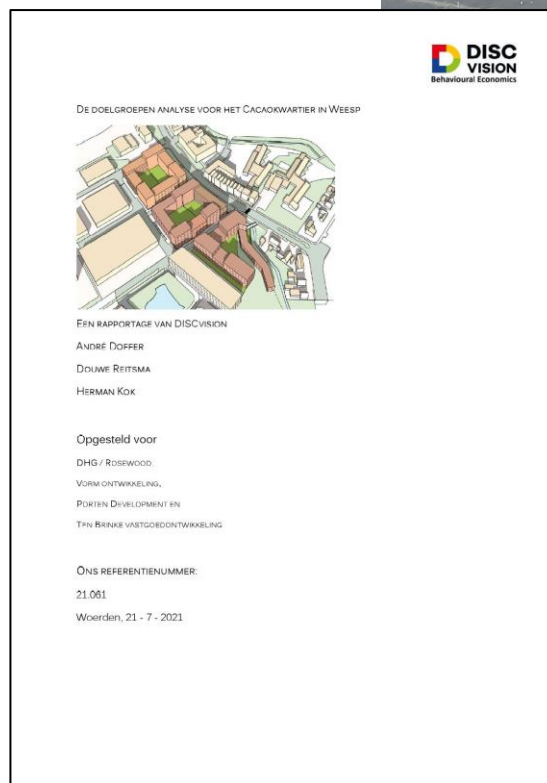 DISC
VISION
Behavioural Economics
De doelgroepen analyse voor het Cacaokwartier in Weesp
Een rapportage van DISCvision
André Doffer
Douwe Reitsma
Herman Kok
Opgesteld voor
DHG / Rosewood
Vorm ontwikkeling,
Porten Development en
Ten Brinke vastgoedontwikkeling
Ons referentienummer:
21.061
Woerden, 21 - 7 - 2021